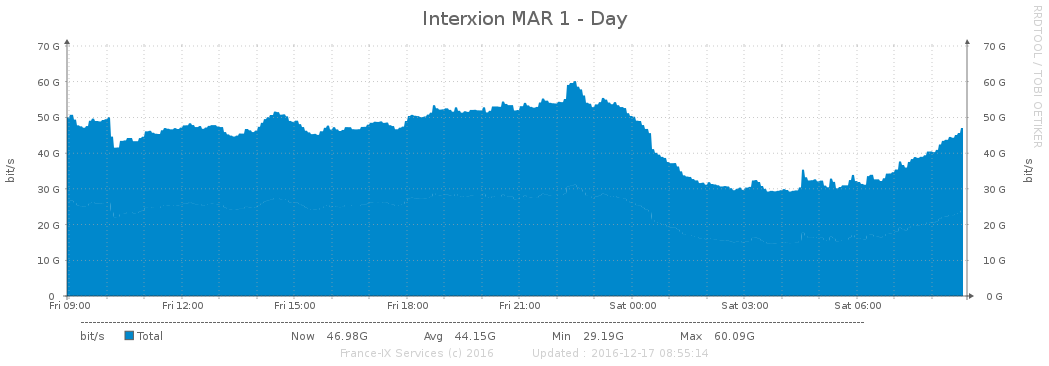 Interxion MAR 1 - Day
RRDTOOL / TOBI OETIKER
70 G 70 G
60 G 60 G
50 G 50 G
40 G 40 G
bit/s bit/s
30 G 30 G
20 G 20 G
10 G 10 G
0 0 G
Fri 09:00 Fri 12:00 Fri 15:00 Fri 18:00 Fri 21:00 Sat 00:00 Sat 03:00 Sat 06:00
bit/s Total Now 46.98G Avg 44.15G Min 29.19G Max 60.09G
France-IX Services (c) 2016 Updated : 2016-12-17 08:55:14